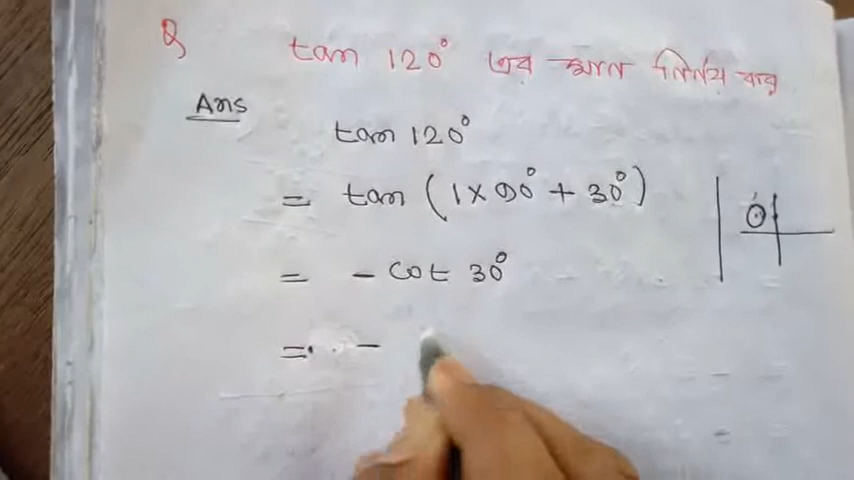 Q tan 120° এর মান নির্ণয় কর
Ans
tan 120°
= tan (1 × 90° + 30°)
= - cot 30°
= -